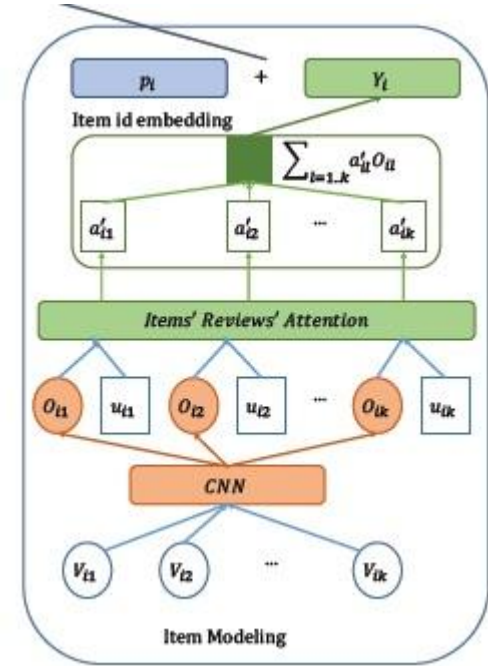 p_i + Y_i
Item id embedding
∑_{l=1..k} a'_{il}O_{il}
a'_{i1} a'_{i2} ... a'_{ik}
Items' Reviews' Attention
O_{i1} u_{i1} O_{i2} u_{i2} ... O_{ik} u_{ik}
CNN
V_{i1} V_{i2} ... V_{ik}
Item Modeling